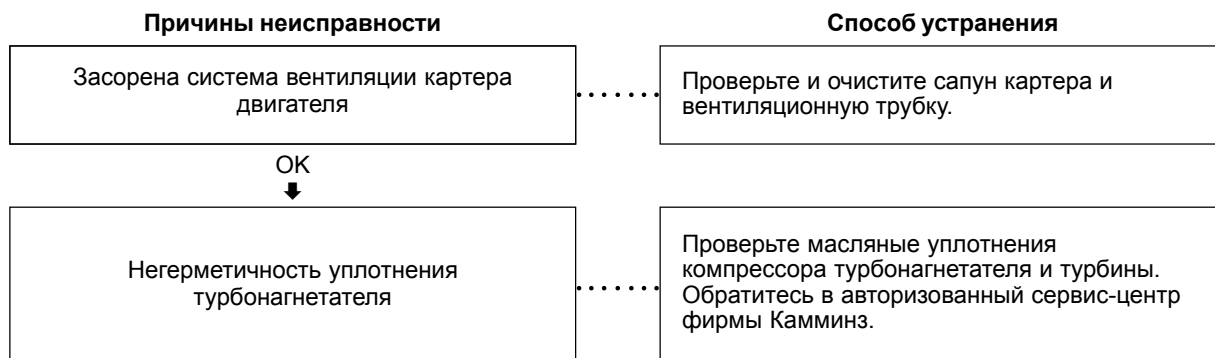 Причины неисправности
Способ устранения
Засорена система вентиляции картера
двигателя
Проверьте и очистите сапун картера и
вентиляционную трубку.
OK
Негерметичность уплотнения
турбонагнетателя
Проверьте масляные уплотнения
компрессора турбонагнетателя и турбины.
Обратитесь в авторизованный сервис-центр
фирмы Камминз.